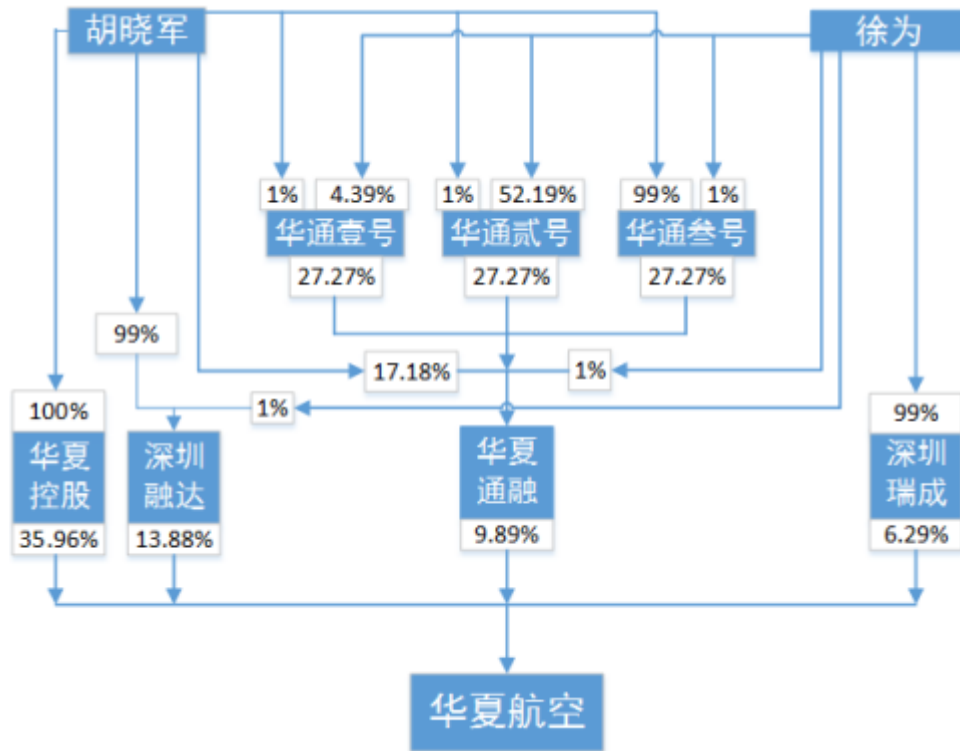 胡晓军
徐为
1%
4.39%
1%
52.19%
99%
1%
华通壹号
华通贰号
华通叁号
27.27%
27.27%
27.27%
99%
17.18%
1%
100%
1%
99%
华夏
控股
深圳
融达
华夏
通融
深圳
瑞成
35.96%
13.88%
9.89%
6.29%
华夏航空